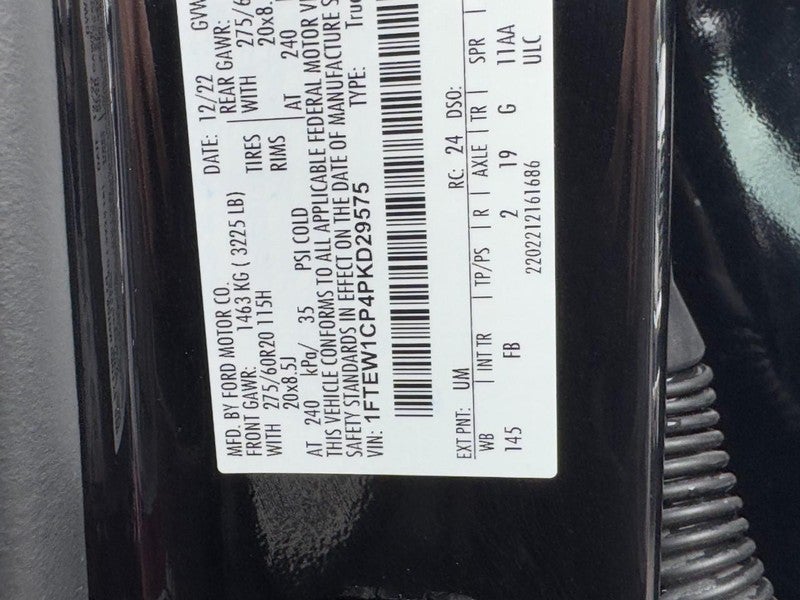 MFD. BY FORD MOTOR CO.
DATE: 12/22 GVW
FRONT GAWR: 1463 KG ( 3225 LB)
REAR GAWR:
WITH 275/60R20 115H TIRES
WITH 275/6
20x8.5J RIMS
20x8.
AT 240 kPa/ 35 PSI COLD
AT 240
THIS VEHICLE CONFORMS TO ALL APPLICABLE FEDERAL MOTOR VE
SAFETY STANDARDS IN EFFECT ON THE DATE OF MANUFACTURE S
VIN: 1FTEW1CP4PKD29575
TYPE: Truc
EXT PNT: UM RC: 24 DSO:
WB INT TR TP/PS R AXLE TR SPR
145 FB 2 19 G 11AA
ULC
2202212161686